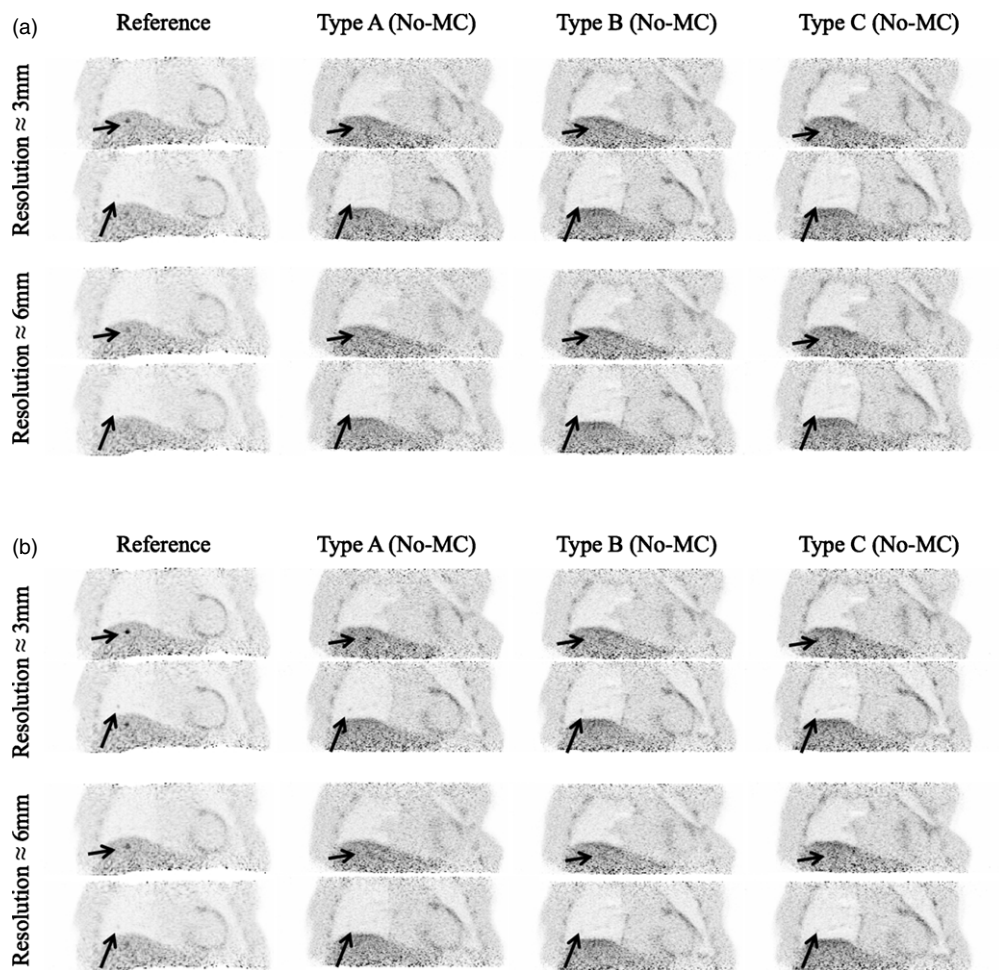 (a)
Reference Type A (No-MC) Type B (No-MC) Type C (No-MC)
Resolution ≈ 3mm
Resolution ≈ 6mm
(b)
Reference Type A (No-MC) Type B (No-MC) Type C (No-MC)
Resolution ≈ 3mm
Resolution ≈ 6mm